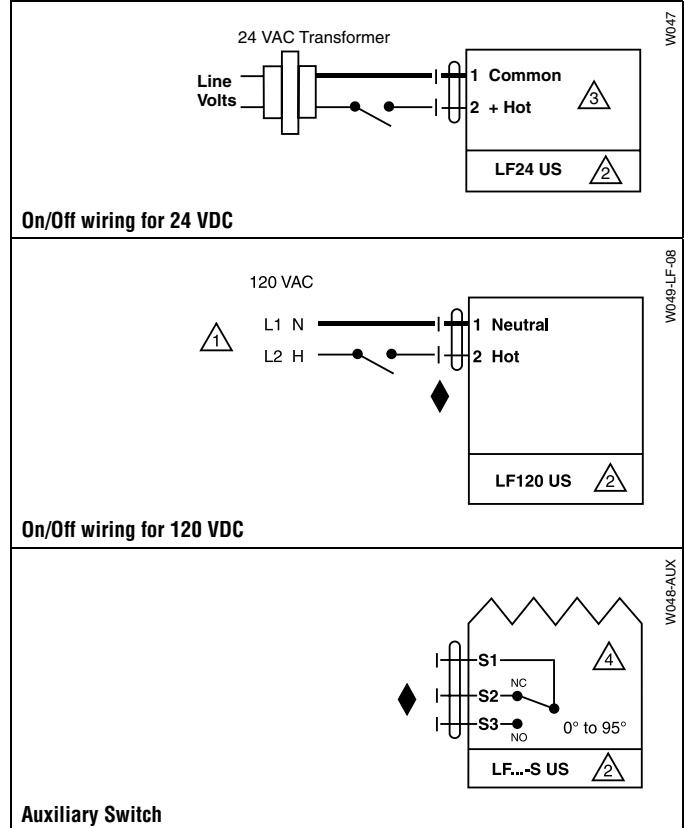 W047
24 VAC Transformer
Line
Volts
1 Common
2 + Hot
3
LF24 US 2
On/Off wiring for 24 VDC
W049-LF-08
120 VAC
1
L1 N
L2 H
1 Neutral
2 Hot
LF120 US 2
On/Off wiring for 120 VDC
W048-AUX
S1
4
S2 NC
S3 NO
0° to 95°
LF...-S US 2
Auxiliary Switch